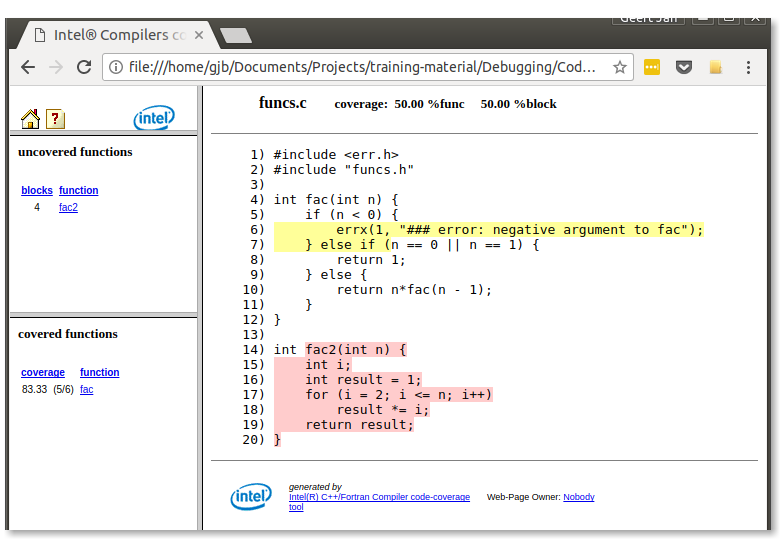 Geert Jan
Intel® Compilers co
file:///home/gjb/Documents/Projects/training-material/Debugging/Cod...
intel
uncovered functions
blocks function
4 fac2
covered functions
coverage function
83.33 (5/6) fac
funcs.c coverage: 50.00 %func 50.00 %block
1) #include <err.h>
2) #include "funcs.h"
3)
4) int fac(int n) {
5)     if (n < 0) {
6)         errx(1, "### error: negative argument to fac");
7)     } else if (n == 0 || n == 1) {
8)         return 1;
9)     } else {
10)         return n*fac(n - 1);
11)     }
12) }
13)
14) int fac2(int n) {
15)     int i;
16)     int result = 1;
17)     for (i = 2; i <= n; i++)
18)         result *= i;
19)     return result;
20) }
intel
generated by
Intel(R) C++/Fortran Compiler code-coverage
tool
Web-Page Owner: Nobody